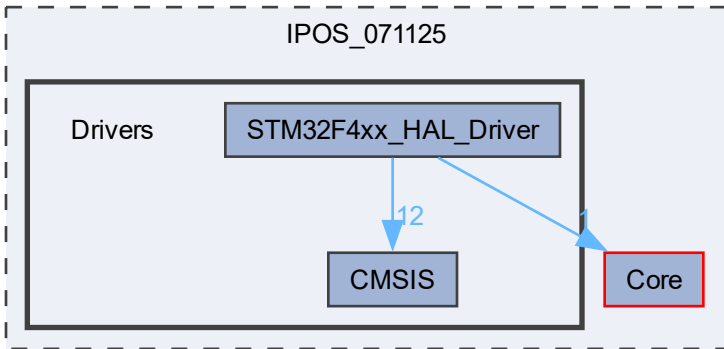 IPOS_071125
Drivers
STM32F4xx_HAL_Driver
12
1
CMSIS
Core